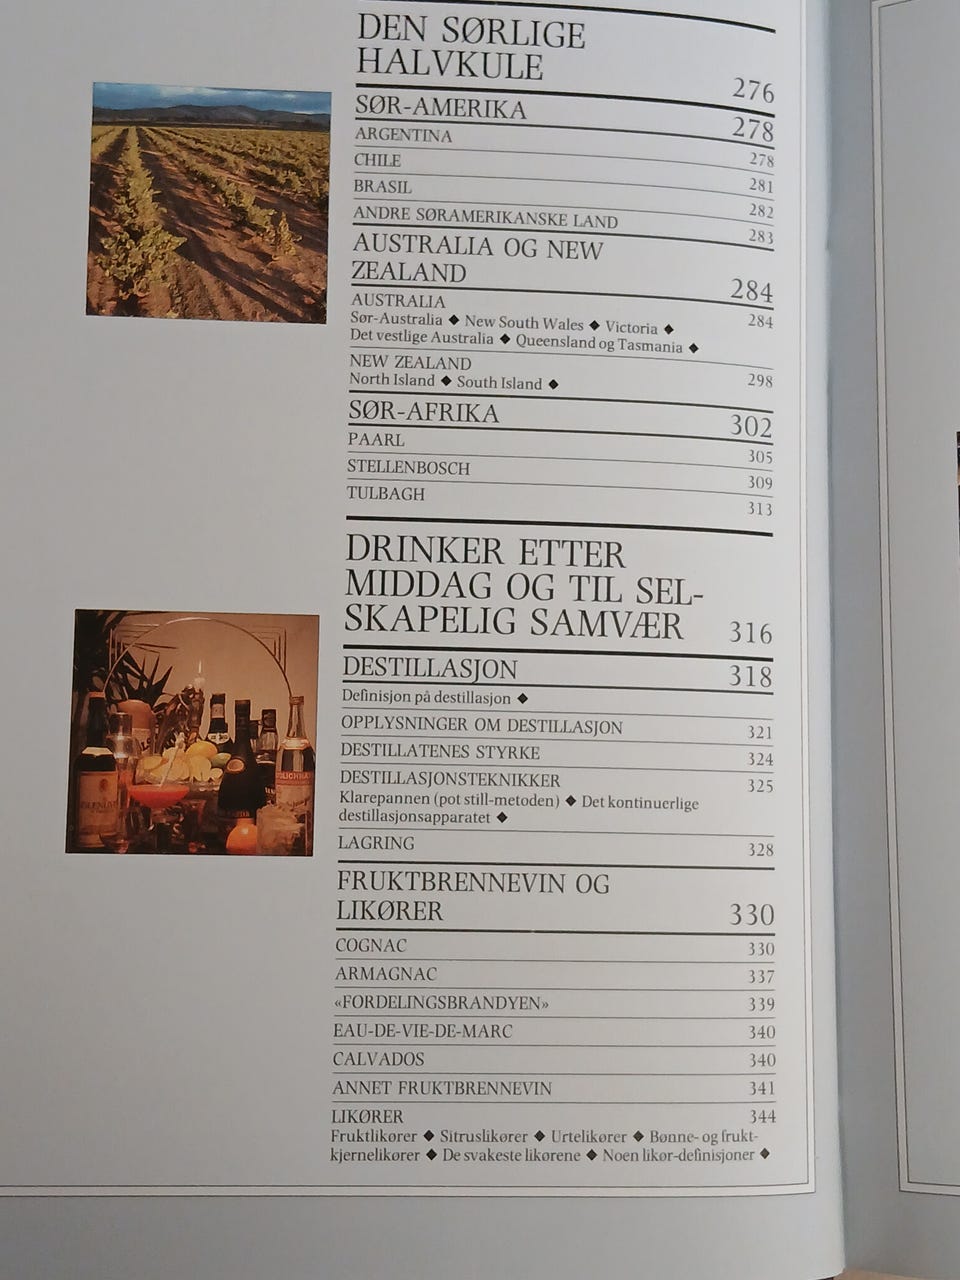 DEN SØRLIGE
HALVKULE 276
SØR-AMERIKA 278
ARGENTINA 278
CHILE 281
BRASIL 282
ANDRE SØRAMERIKANSKE LAND 283
AUSTRALIA OG NEW
ZEALAND 284
AUSTRALIA 284
Sør-Australia ◆ New South Wales ◆ Victoria ◆
Det vestlige Australia ◆ Queensland og Tasmania ◆
NEW ZEALAND 298
North Island ◆ South Island ◆
SØR-AFRIKA 302
PAARL 305
STELLENBOSCH 309
TULBAGH 313
DRINKER ETTER
MIDDAG OG TIL SEL-
SKAPELIG SAMVÆR 316
DESTILLASJON 318
Definisjon på destillasjon ◆
OPPLYSNINGER OM DESTILLASJON 321
DESTILLATENES STYRKE 324
DESTILLASJONSTEKNIKKER 325
Klarepannen (pot still-metoden) ◆ Det kontinuerlige
destillasjonsapparatet ◆
LAGRING 328
FRUKTBRENNEVIN OG
LIKØRER 330
COGNAC 330
ARMAGNAC 337
«FORDELINGSBRANDYEN» 339
EAU-DE-VIE-DE-MARC 340
CALVADOS 340
ANNET FRUKTBRENNEVIN 341
LIKØRER 344
Fruktlikører ◆ Sitruslikører ◆ Urtelikører ◆ Bønne- og frukt-
kjernelikører ◆ De svakeste likørene ◆ Noen likør-definisjoner ◆